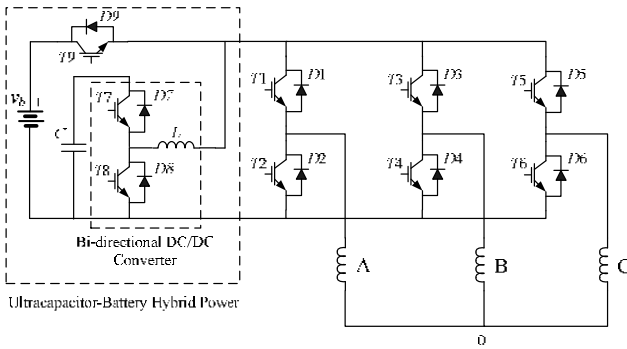 D9
T9
T1
D1
T3
D3
T5
D5
vb
T7
D7
C
L
T8
D8
T2
D2
T4
D4
T6
D6
Bi-directional DC/DC
Converter
A
B
C
Ultracapacitor-Battery Hybrid Power
0